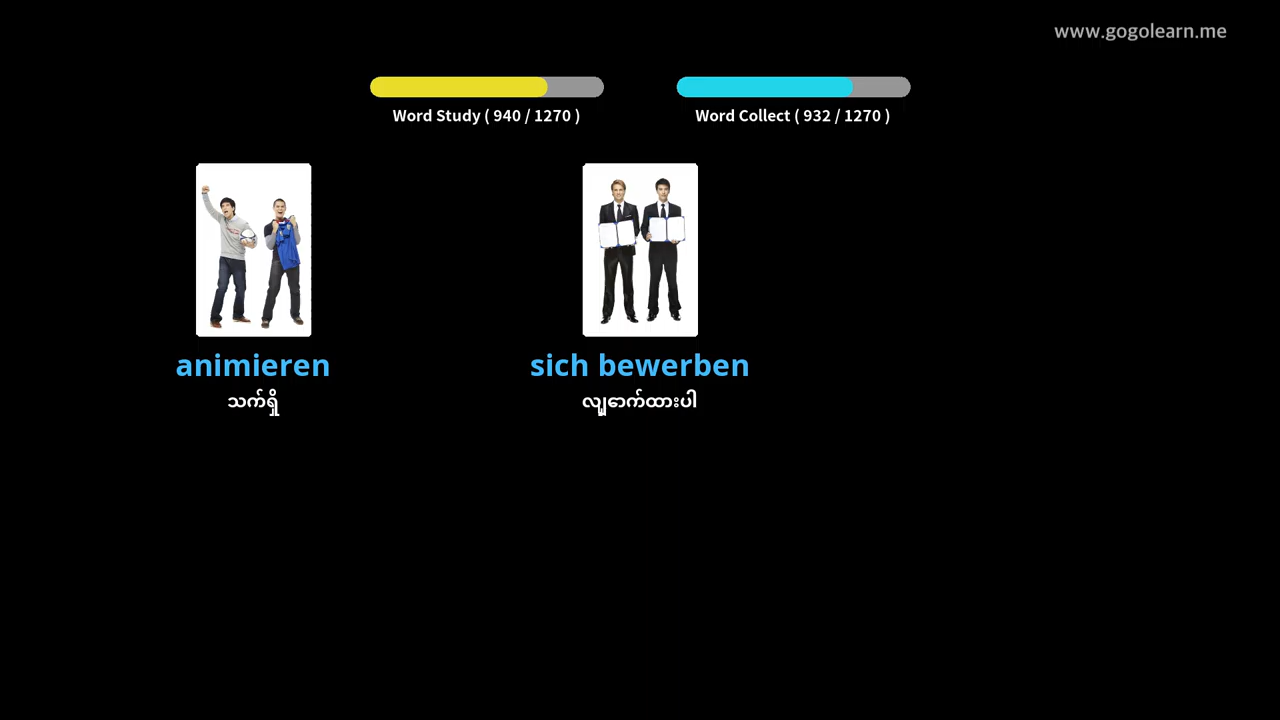 www.gogolearn.me
Word Study ( 940 / 1270 )
Word Collect ( 932 / 1270 )
animieren
သက်ရှိ
sich bewerben
လျှောက်ထားပါ